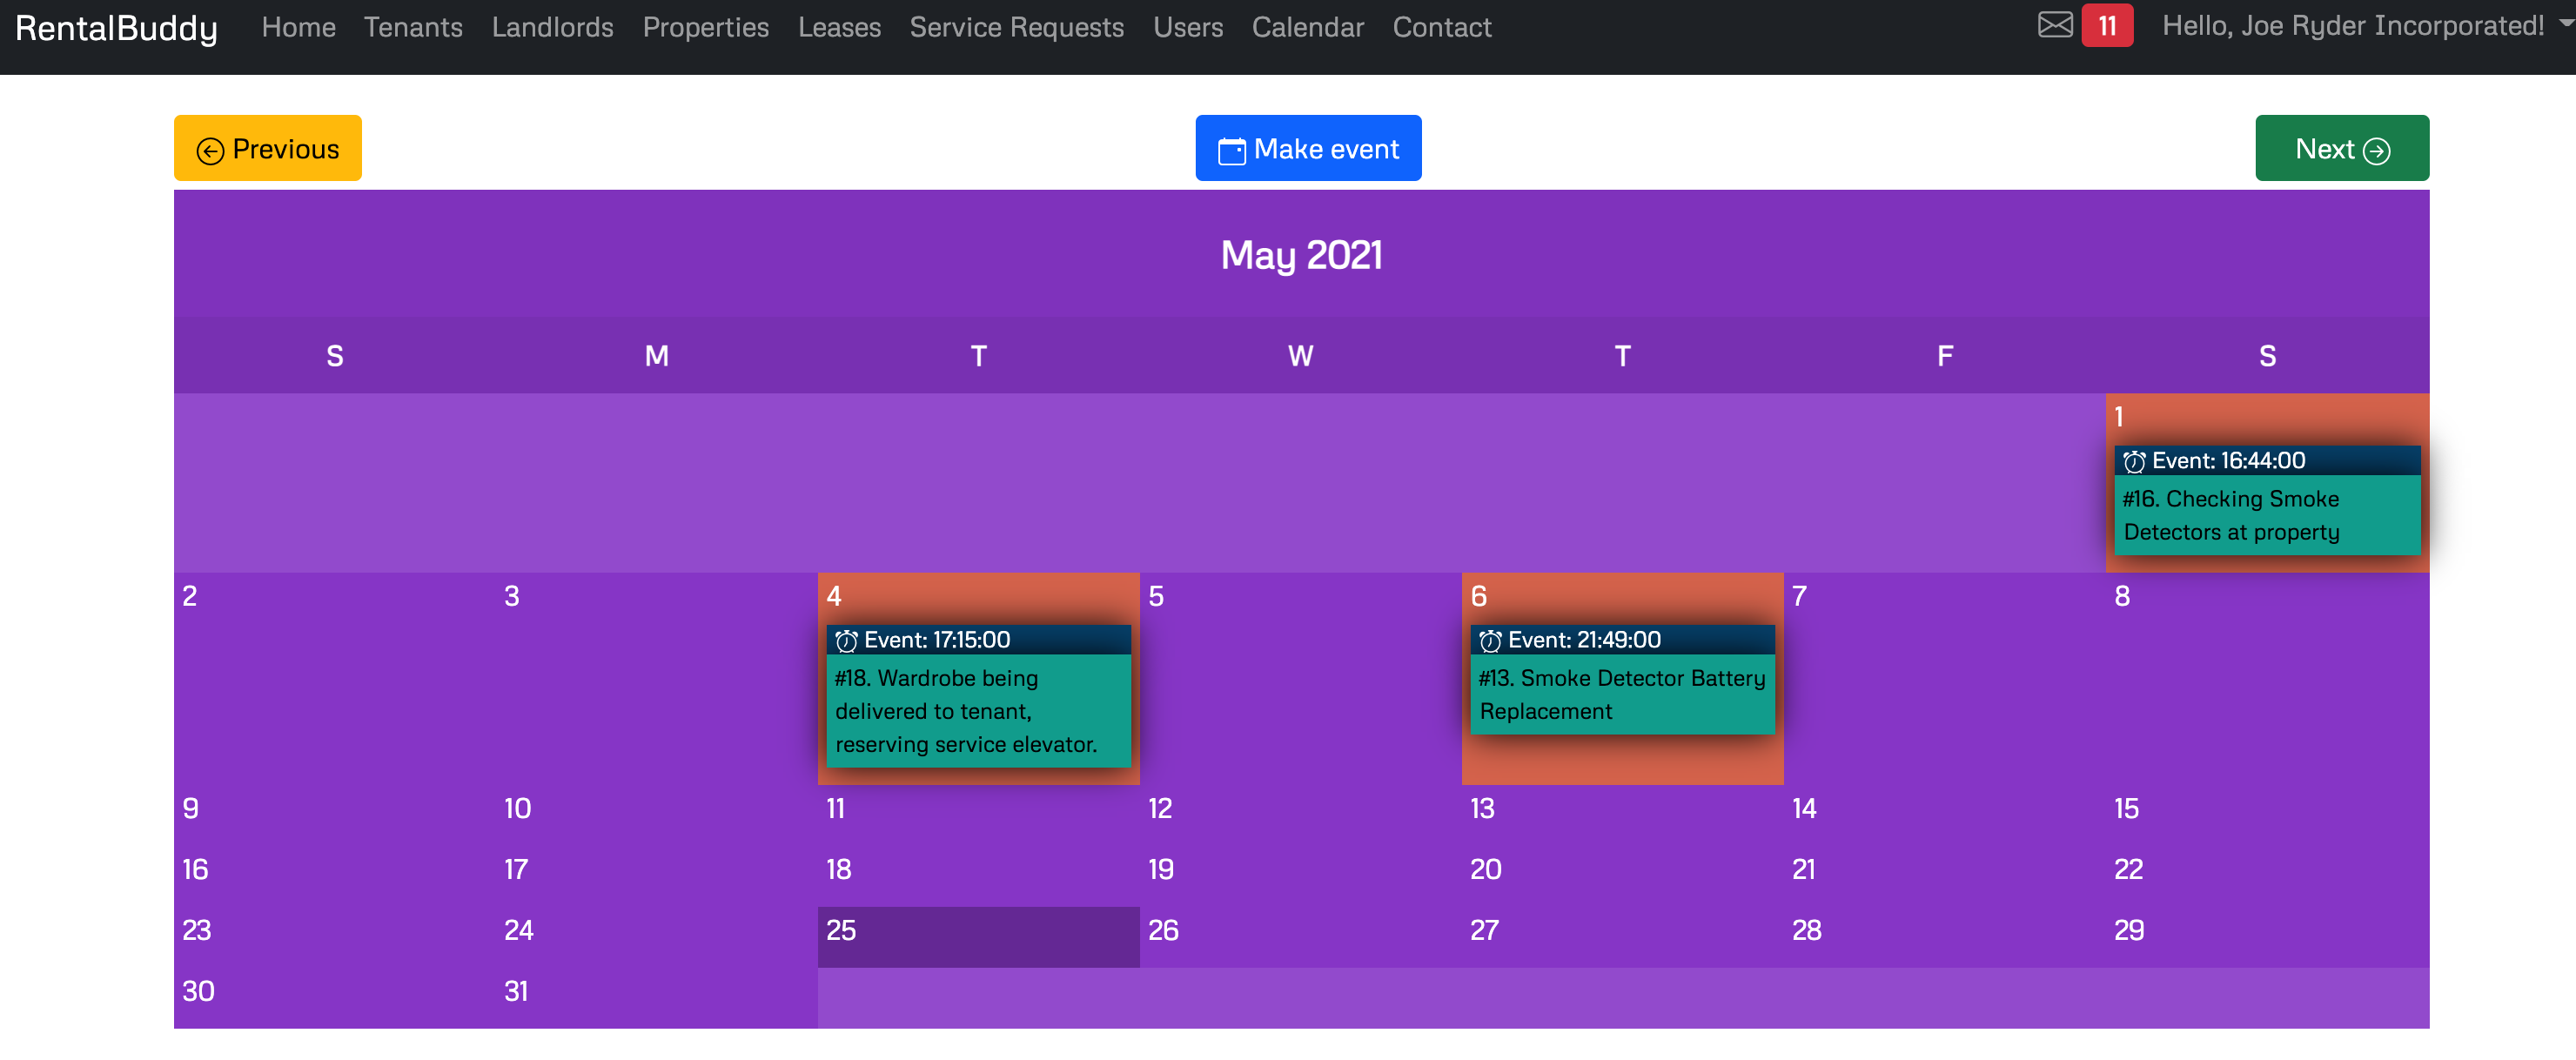 RentalBuddy Home Tenants Landlords Properties Leases Service Requests Users Calendar Contact 11 Hello, Joe Ryder Incorporated!
Previous Make event Next
May 2021
S M T W T F S
1
Event: 16:44:00
#16. Checking Smoke
Detectors at property
2 3 4 5 6 7 8
Event: 17:15:00
#18. Wardrobe being
delivered to tenant,
reserving service elevator.
Event: 21:49:00
#13. Smoke Detector Battery
Replacement
9 10 11 12 13 14 15
16 17 18 19 20 21 22
23 24 25 26 27 28 29
30 31